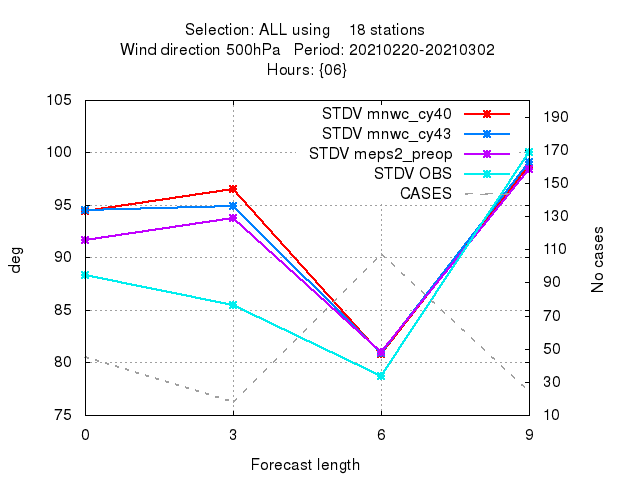 Selection: ALL using 18 stations
Wind direction 500hPa Period: 20210220-20210302
Hours: {06}
105
100
95
90
85
80
75
190
170
150
130
110
90
70
50
30
10
STDV mnwc_cy40
STDV mnwc_cy43
STDV meps2_preop
STDV OBS
CASES
deg
No cases
0 3 6 9
Forecast length